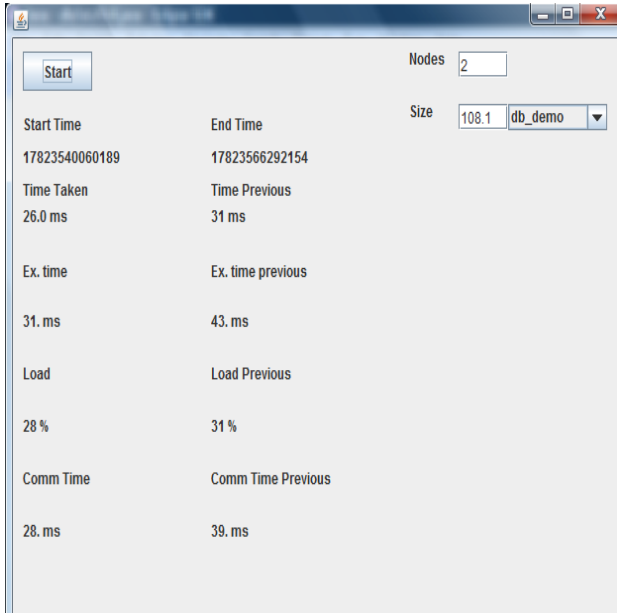 Start
Nodes 2
Size 108.1 db_demo
Start Time End Time
17823540060189 17823566292154
Time Taken Time Previous
26.0 ms 31 ms
Ex. time Ex. time previous
31. ms 43. ms
Load Load Previous
28 % 31 %
Comm Time Comm Time Previous
28. ms 39. ms